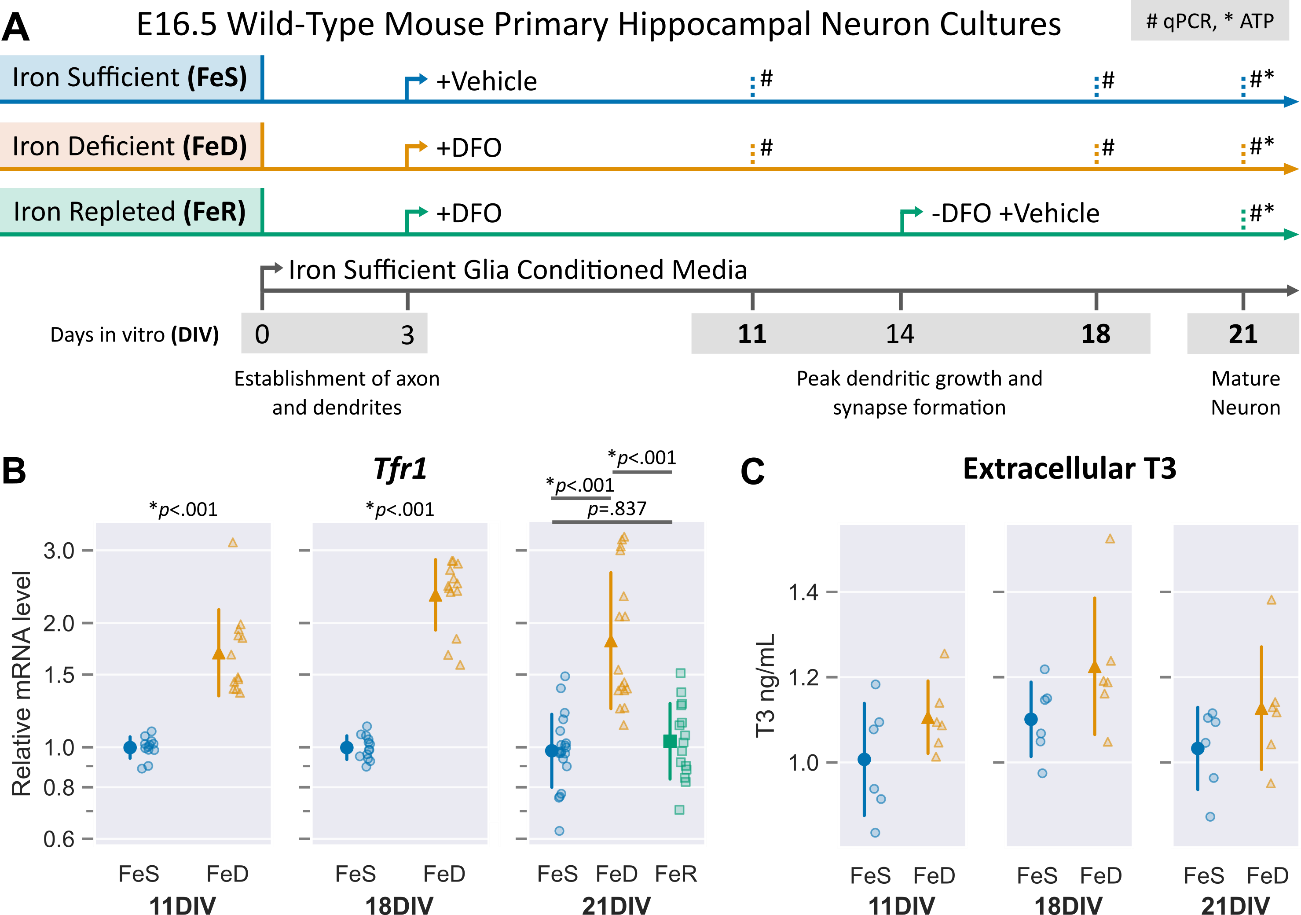 A
E16.5 Wild-Type Mouse Primary Hippocampal Neuron Cultures
# qPCR, * ATP
Iron Sufficient (FeS)
+Vehicle
#
#
#*
Iron Deficient (FeD)
+DFO
#
#
#*
Iron Repleted (FeR)
+DFO
-DFO +Vehicle
#*
Iron Sufficient Glia Conditioned Media
Days in vitro (DIV)
0
3
11
14
18
21
Establishment of axon
and dendrites
Peak dendritic growth and
synapse formation
Mature
Neuron
B
Tfr1
*p<.001
*p<.001
*p<.001
*p<.001
p=.837
Relative mRNA level
3.0
2.0
1.5
1.0
0.8
0.6
FeS
FeD
FeS
FeD
FeS
FeD
FeR
11DIV
18DIV
21DIV
C
Extracellular T3
T3 ng/mL
1.4
1.2
1.0
FeS
FeD
FeS
FeD
FeS
FeD
11DIV
18DIV
21DIV